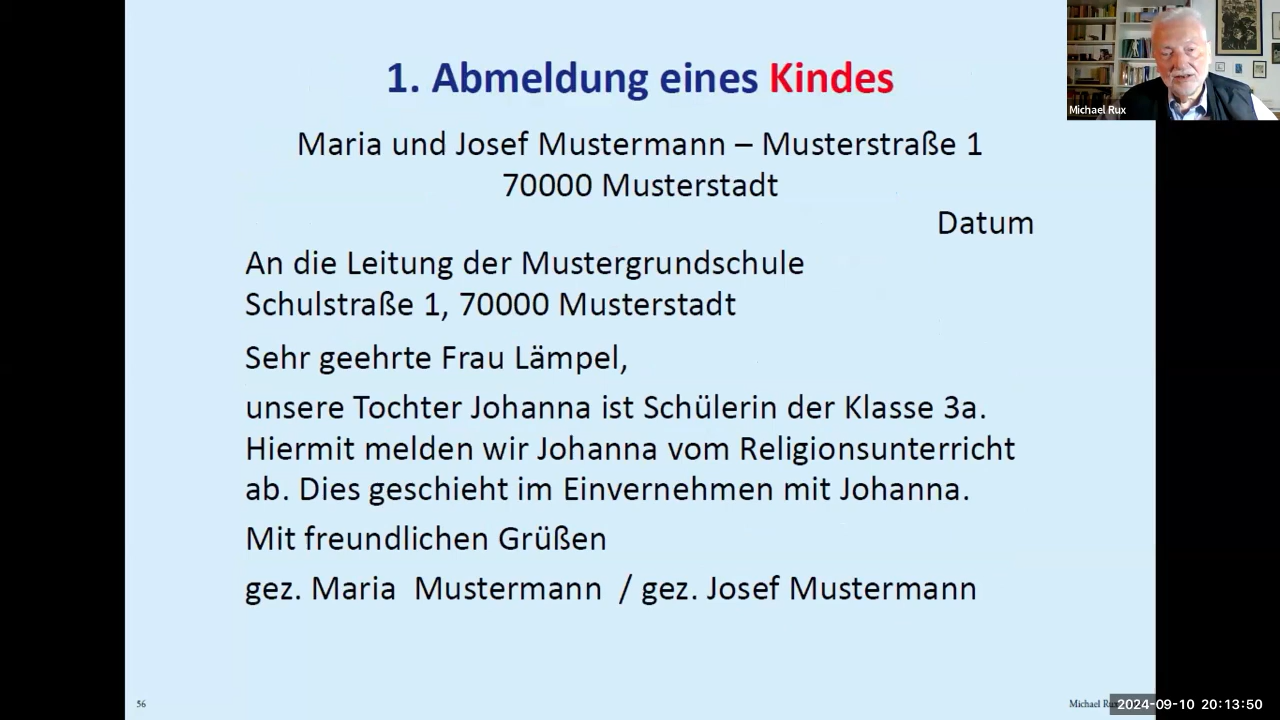 1. Abmeldung eines Kindes
Maria und Josef Mustermann – Musterstraße 1
70000 Musterstadt
Datum
An die Leitung der Mustergrundschule
Schulstraße 1, 70000 Musterstadt
Sehr geehrte Frau Lämpel,
unsere Tochter Johanna ist Schülerin der Klasse 3a.
Hiermit melden wir Johanna vom Religionsunterricht
ab. Dies geschieht im Einvernehmen mit Johanna.
Mit freundlichen Grüßen
gez. Maria Mustermann / gez. Josef Mustermann
Michael Rux
56
Michael Rux
2024-09-10 20:13:50